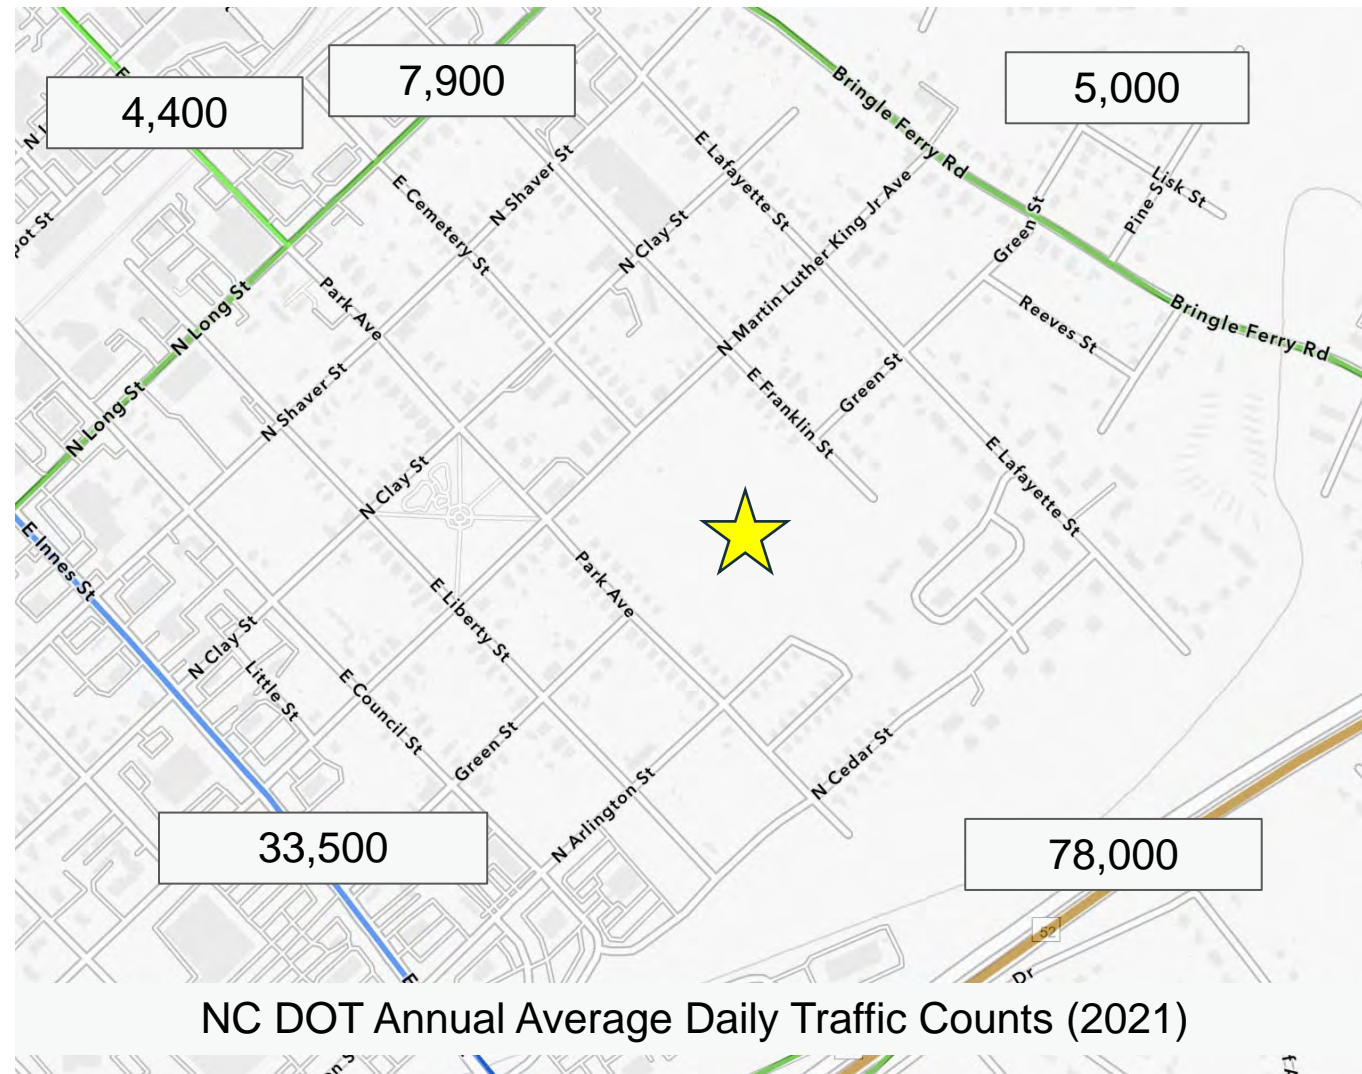 7,900
5,000
4,400
Bringle Ferry Rd
E Lafayette St
Lisk St
Pine S
N Shaver St
E Cemetery St
N Clay St
N Martin Luther King Jr Ave
Green St
pot St
Park Ave
N Long St
Reeves St
Bringle Ferry Rd
N Shaver St
E Franklin St
Green St
N Long St
E Lafayette St
N Clay St
E Innes St
Park Ave
E Liberty St
N Clay St
Little St
E Council St
Green St
N Cedar St
N Arlington St
33,500
78,000
52
Dr
NC DOT Annual Average Daily Traffic Counts (2021)